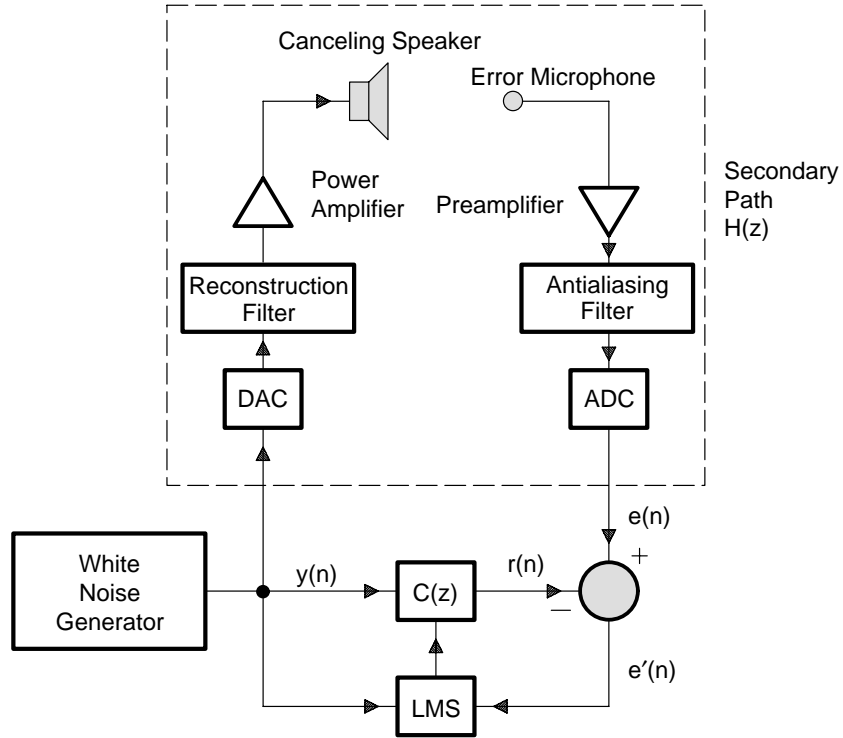 Canceling Speaker
Error Microphone
Power
Amplifier
Preamplifier
Secondary
Path
H(z)
Reconstruction
Filter
Antialiasing
Filter
DAC
ADC
e(n)
+
White
Noise
Generator
y(n)
C(z)
r(n)
−
e′(n)
LMS